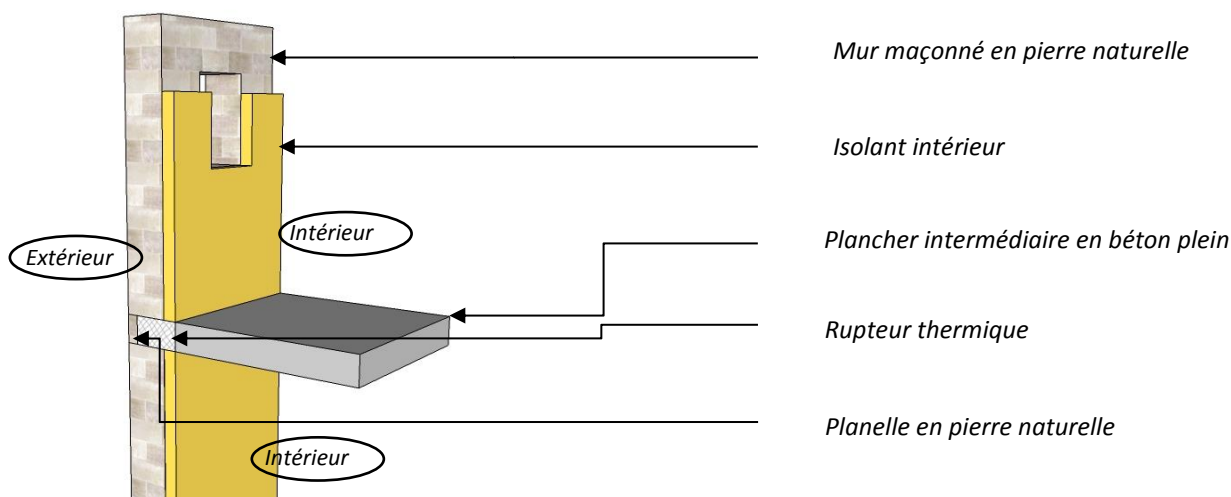 Mur maçonné en pierre naturelle
Isolant intérieur
Intérieur
Extérieur
Plancher intermédiaire en béton plein
Rupteur thermique
Planelle en pierre naturelle
Intérieur